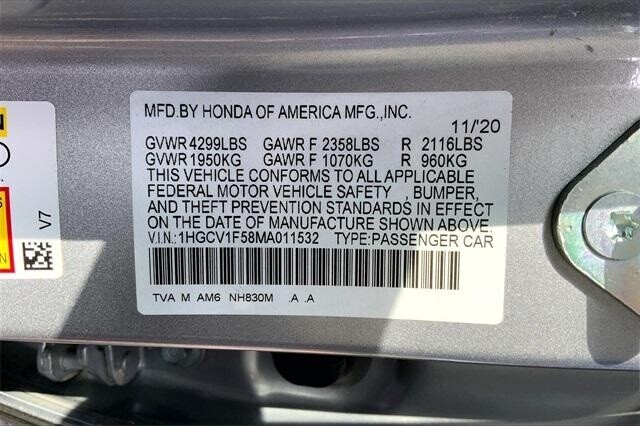 MFD.BY HONDA OF AMERICA MFG.,INC.
11/'20
GVWR 4299LBS GAWR F 2358LBS R 2116LBS
GVWR 1950KG GAWR F 1070KG R 960KG
THIS VEHICLE CONFORMS TO ALL APPLICABLE
FEDERAL MOTOR VEHICLE SAFETY , BUMPER,
AND THEFT PREVENTION STANDARDS IN EFFECT
ON THE DATE OF MANUFACTURE SHOWN ABOVE.
V.I.N.: 1HGCV1F58MA011532 TYPE:PASSENGER CAR
TVA M AM6 NH830M .A .A
V7